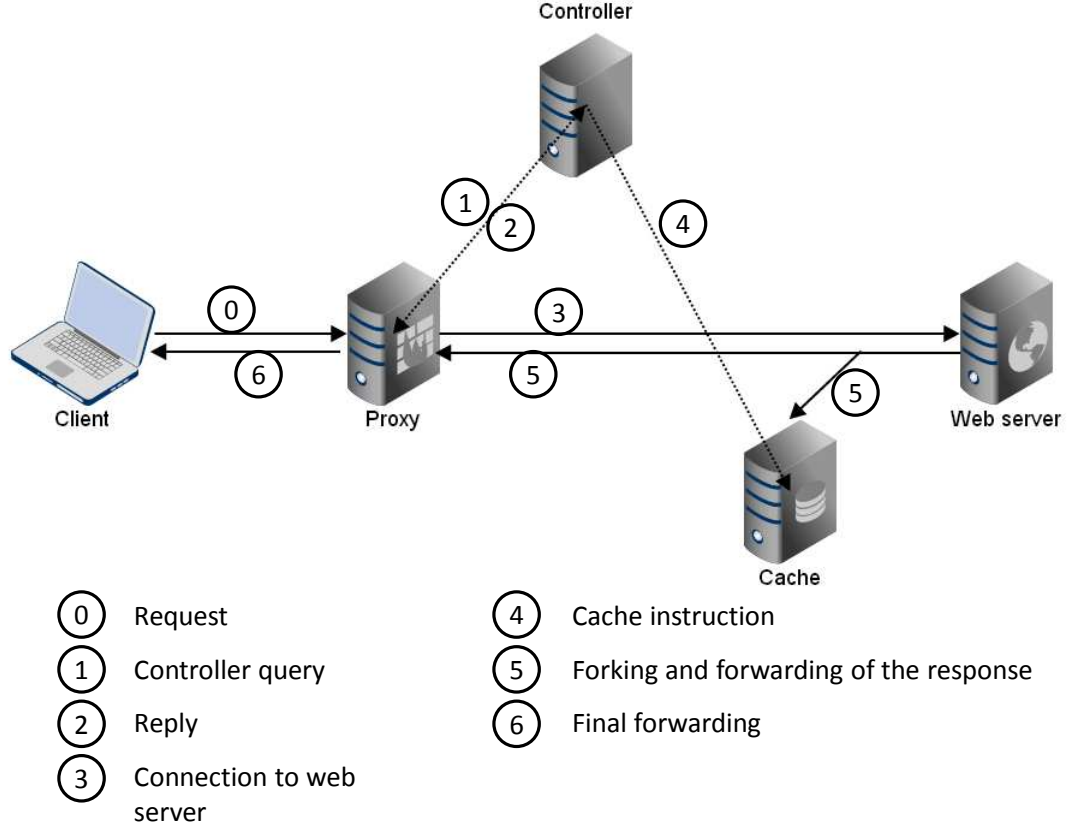 Controller
1
2
4
0
3
6
5
5
Client
Proxy
Web server
Cache
0 Request
1 Controller query
2 Reply
3 Connection to web
server
4 Cache instruction
5 Forking and forwarding of the response
6 Final forwarding